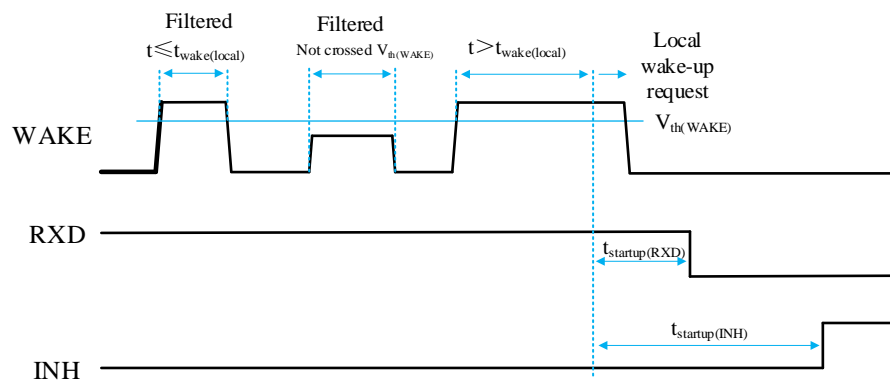 Filtered
t≤twake(local)
Filtered
Not crossed Vth(WAKE)
t>twake(local)
Local
wake-up
request
WAKE
Vth(WAKE)
RXD
tstartup(RXD)
tstartup(INH)
INH